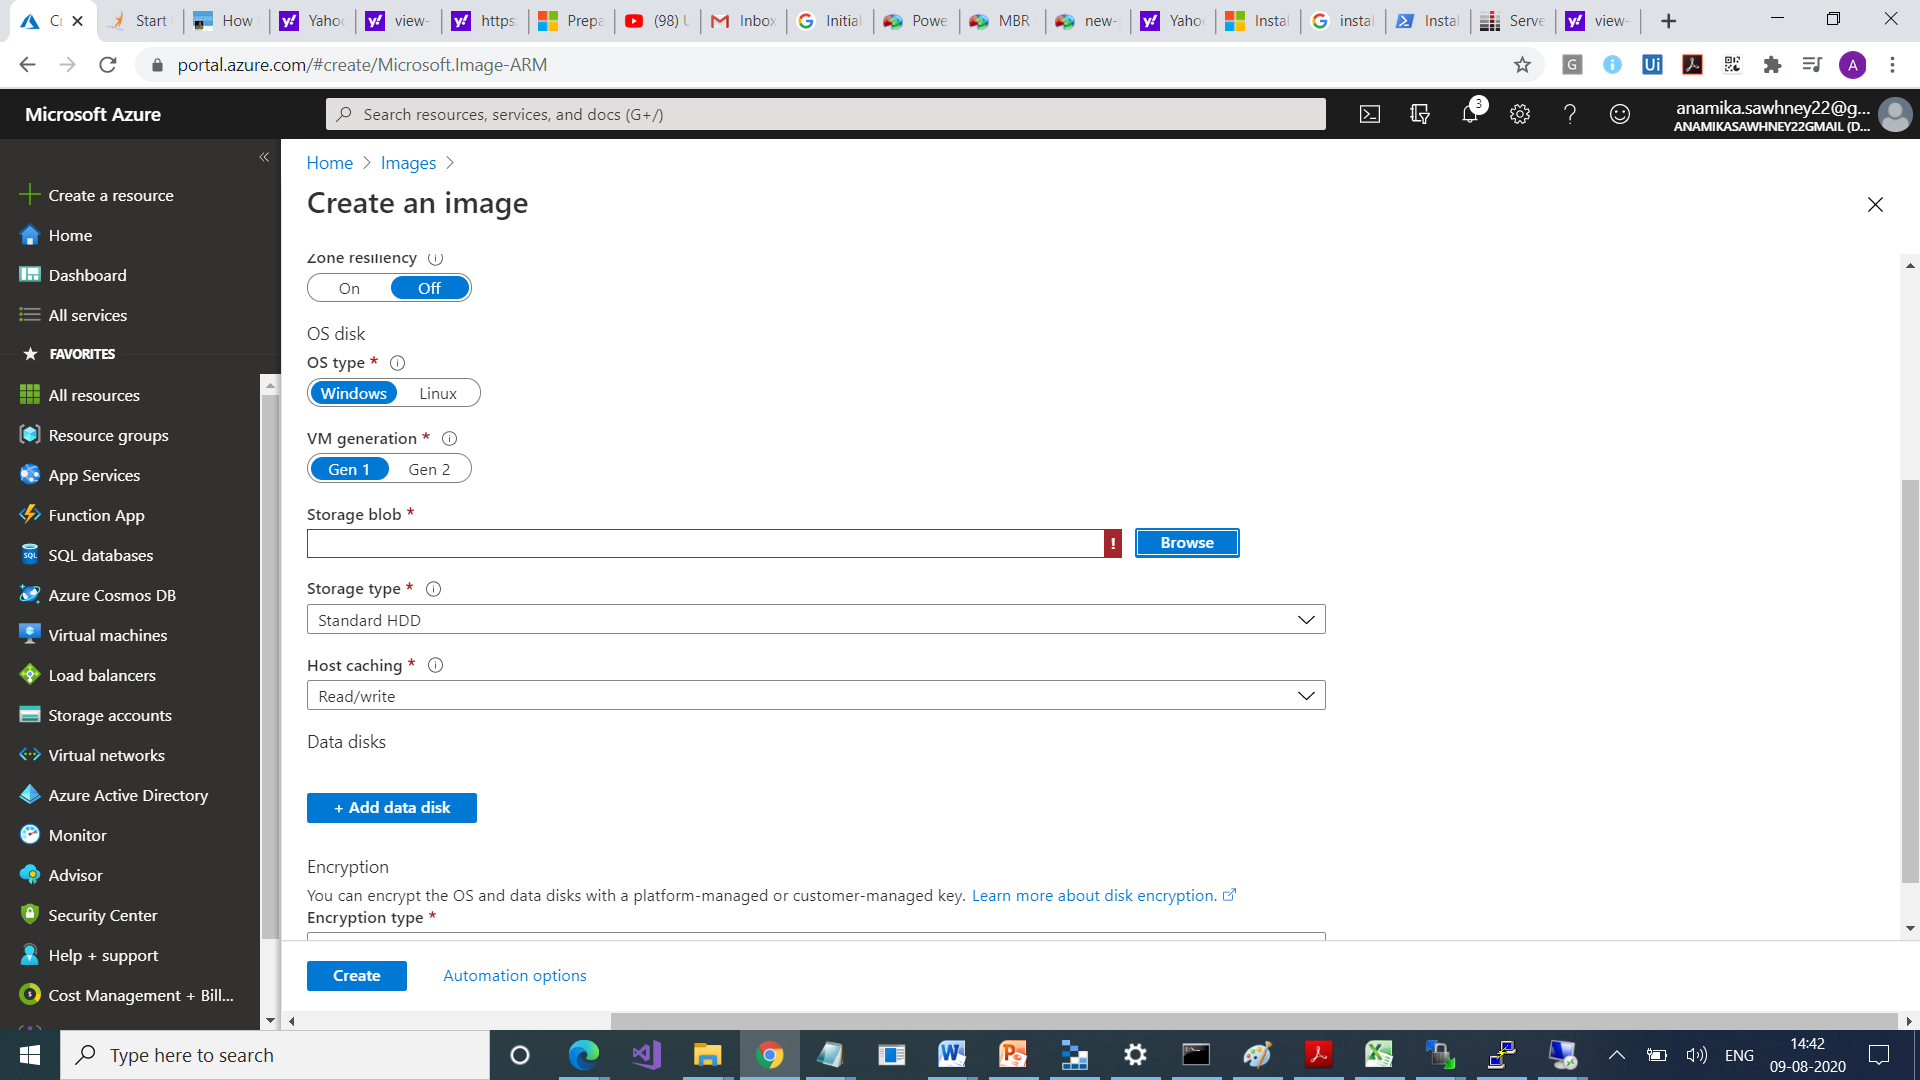 Cr
Start
How
Yahoo
view-
https:
Prepa
(98) U
Inbox
Initial
Powe
MBR
new-
Yahoo
Instal
instal
Instal
Serve
view-
portal.azure.com/#create/Microsoft.Image-ARM
Microsoft Azure
Search resources, services, and docs (G+/)
3
anamika.sawhney22@g...
ANAMIKASAWHNEY22GMAIL (D...
Create a resource
Home
Dashboard
All services
FAVORITES
All resources
Resource groups
App Services
Function App
SQL databases
Azure Cosmos DB
Virtual machines
Load balancers
Storage accounts
Virtual networks
Azure Active Directory
Monitor
Advisor
Security Center
Help + support
Cost Management + Bill...
Home > Images >
Create an image
Zone resiliency
On Off
OS disk
OS type *
Windows Linux
VM generation *
Gen 1 Gen 2
Storage blob *
! Browse
Storage type *
Standard HDD
Host caching *
Read/write
Data disks
+ Add data disk
Encryption
You can encrypt the OS and data disks with a platform-managed or customer-managed key. Learn more about disk encryption.
Encryption type *
Create Automation options
Type here to search
ENG
14:42
09-08-2020